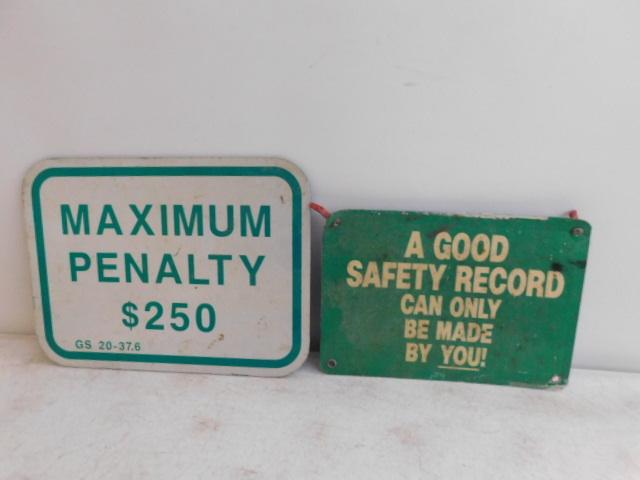 MAXIMUM
PENALTY
$250
GS 20-37.6
A GOOD
SAFETY RECORD
CAN ONLY
BE MADE
BY YOU!